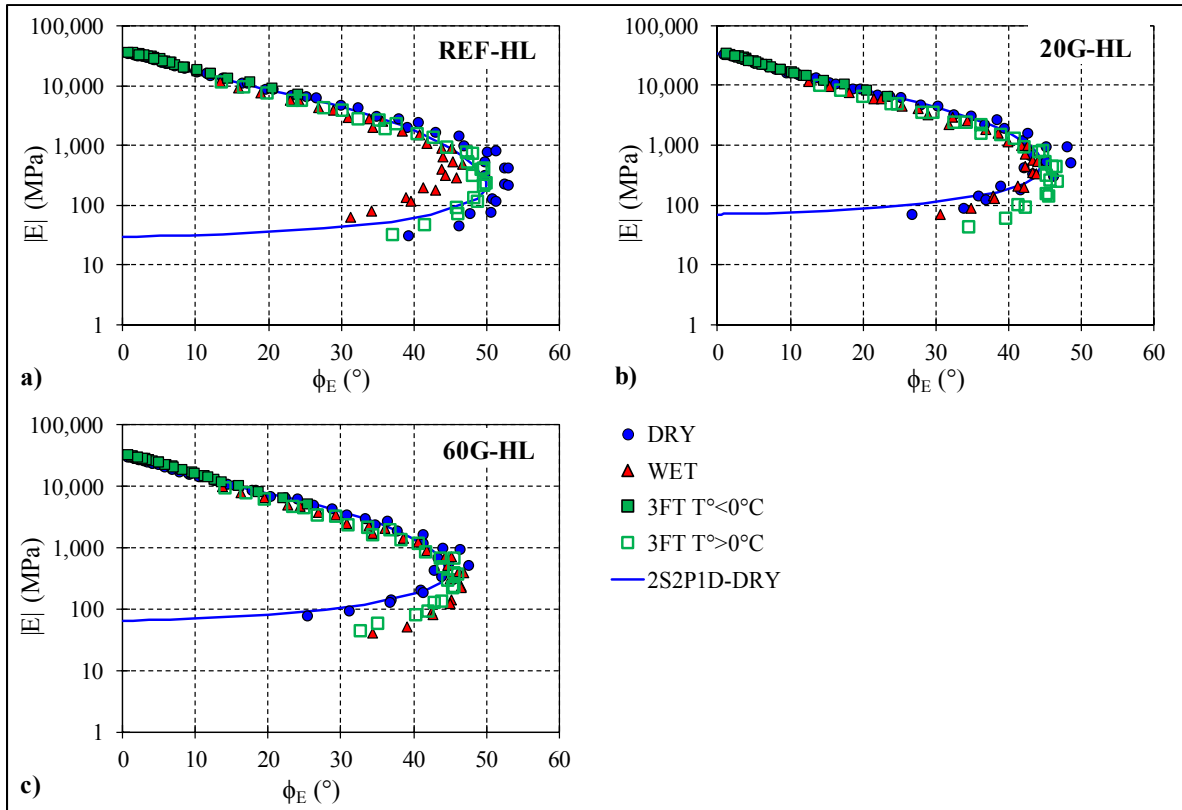 100,000
10,000
1,000
100
10
1
|E| (MPa)
REF-HL
0 10 20 30 40 50 60
a)
ϕE (°)
100,000
10,000
1,000
100
10
1
|E| (MPa)
20G-HL
0 10 20 30 40 50 60
b)
ϕE (°)
100,000
10,000
1,000
100
10
1
|E| (MPa)
60G-HL
0 10 20 30 40 50 60
c)
ϕE (°)
DRY
WET
3FT T°<0°C
3FT T°>0°C
2S2P1D-DRY